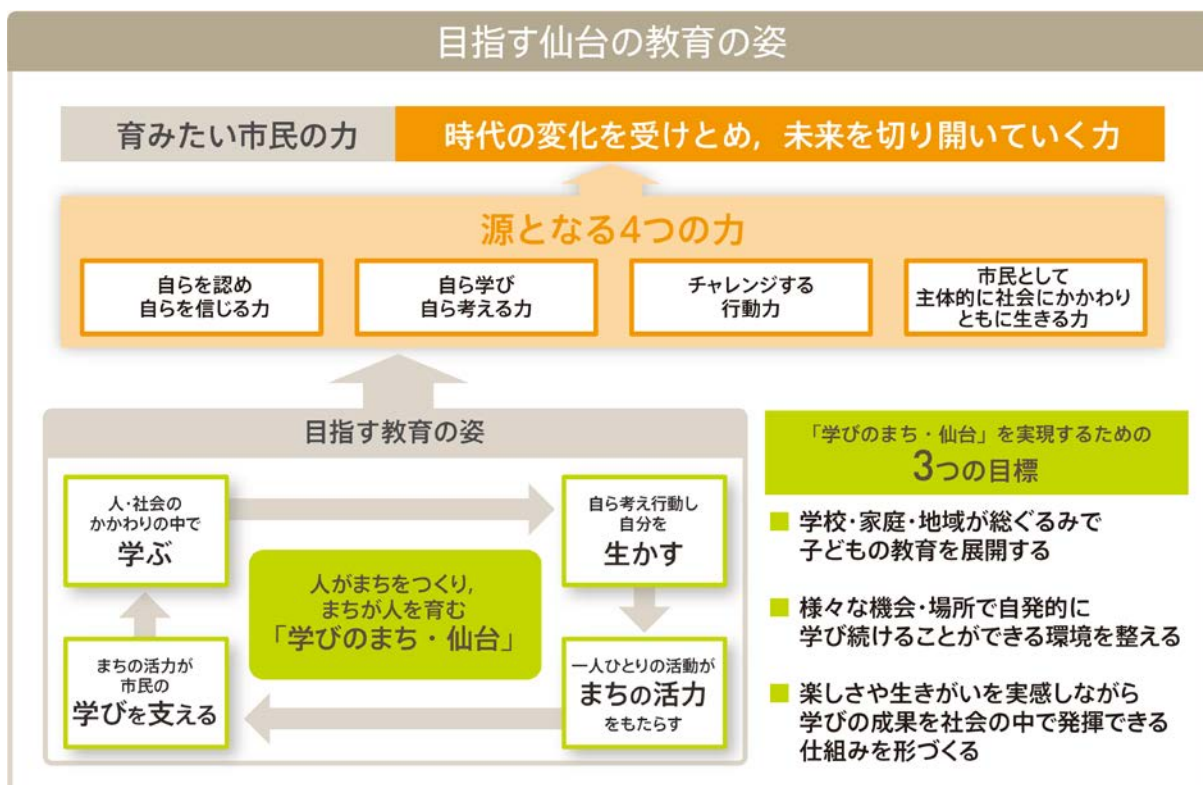 目指す仙台の教育の姿
育みたい市民の力
時代の変化を受けとめ，未来を切り開いていく力
源となる4つの力
自らを認め
自らを信じる力
自ら学び
自ら考える力
チャレンジする
行動力
市民として
主体的に社会にかかわり
ともに生きる力
目指す教育の姿
人・社会の
かかわりの中で
学ぶ
自ら考え行動し
自分を
生かす
人がまちをつくり，
まちが人を育む
「学びのまち・仙台」
まちの活力が
市民の
学びを支える
一人ひとりの活動が
まちの活力
をもたらす
「学びのまち・仙台」を実現するための
3つの目標
学校・家庭・地域が総ぐるみで
子どもの教育を展開する
様々な機会・場所で自発的に
学び続けることができる環境を整える
楽しさや生きがいを実感しながら
学びの成果を社会の中で発揮できる
仕組みを形づくる